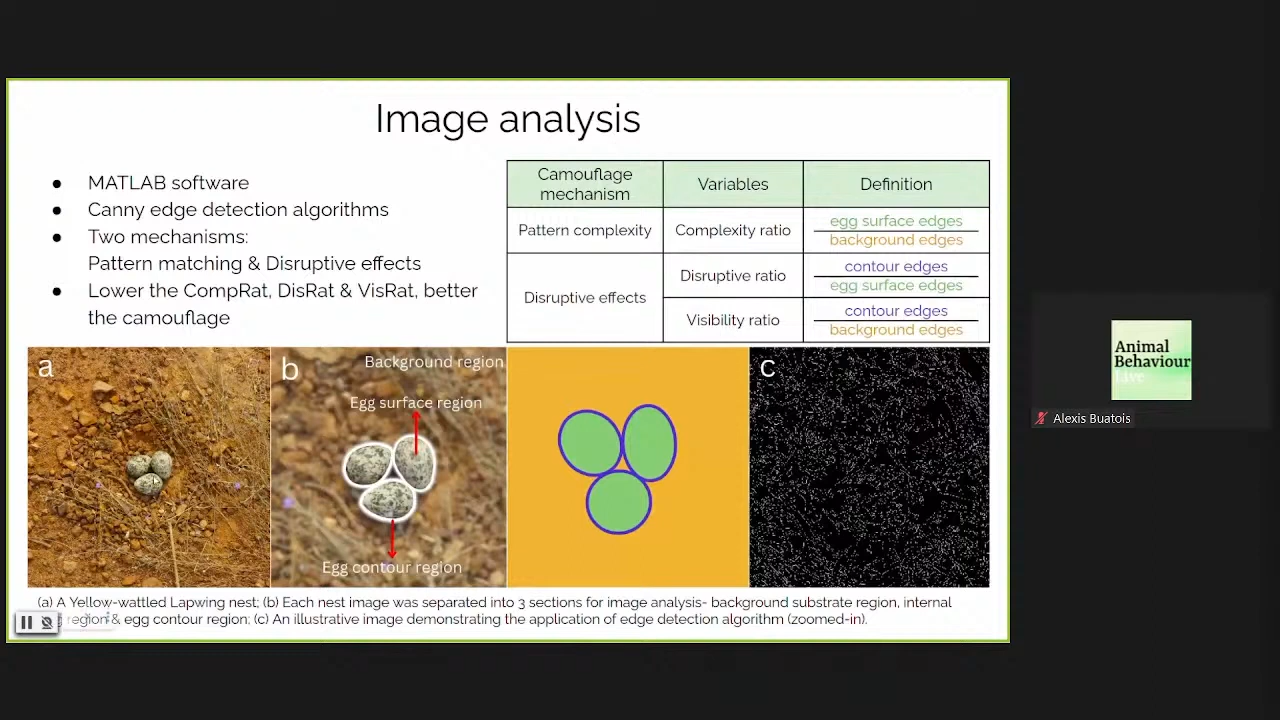 Image analysis
● MATLAB software
● Canny edge detection algorithms
● Two mechanisms:
Pattern matching & Disruptive effects
● Lower the CompRat, DisRat & VisRat, better
the camouflage
Camouflage
mechanism
Variables
Definition
Pattern complexity
Complexity ratio
egg surface edges
background edges
Disruptive effects
Disruptive ratio
contour edges
egg surface edges
Visibility ratio
contour edges
background edges
a
b
Background region
Egg surface region
Egg contour region
c
(a) A Yellow-wattled Lapwing nest; (b) Each nest image was separated into 3 sections for image analysis- background substrate region, internal
region & egg contour region; (c) An illustrative image demonstrating the application of edge detection algorithm (zoomed-in).
Animal
Behaviour
Live
Alexis Buatois